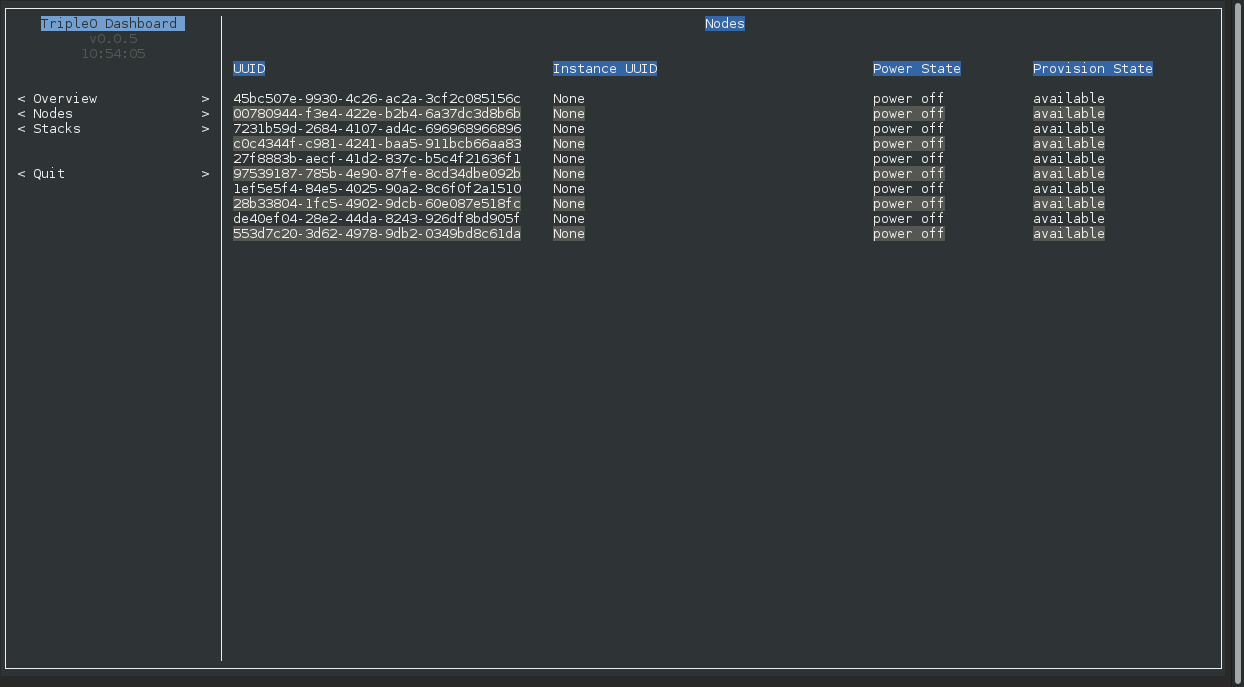 TripleO Dashboard
v0.0.5
10:54:05
< Overview >
< Nodes >
< Stacks >
< Quit >
Nodes
UUID Instance UUID Power State Provision State
45bc507e-9930-4c26-ac2a-3cf2c085156c None power off available
00780944-f3e4-422e-b2b4-6a37dc3d8b6b None power off available
7231b59d-2684-4107-ad4c-696968966896 None power off available
c0c4344f-c981-4241-baa5-911bcb66aa83 None power off available
27f8883b-aecf-41d2-837c-b5c4f21636f1 None power off available
97539187-785b-4e90-87fe-8cd34dbe092b None power off available
1ef5e5f4-84e5-4025-90a2-8c6f0f2a1510 None power off available
28b33804-1fc5-4902-9dcb-60e087e518fc None power off available
de40ef04-28e2-44da-8243-926df8bd905f None power off available
553d7c20-3d62-4978-9db2-0349bd8c61da None power off available